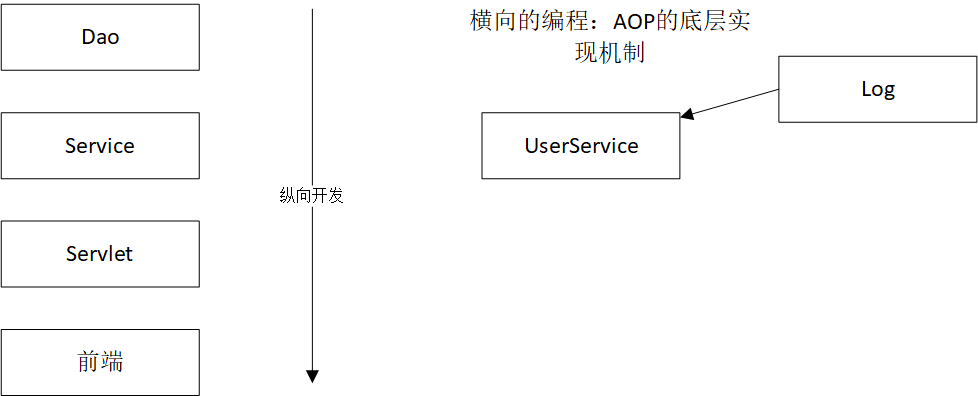 Dao
Service
Servlet
前端
纵向开发
横向的编程：AOP的底层实
现机制
UserService
Log